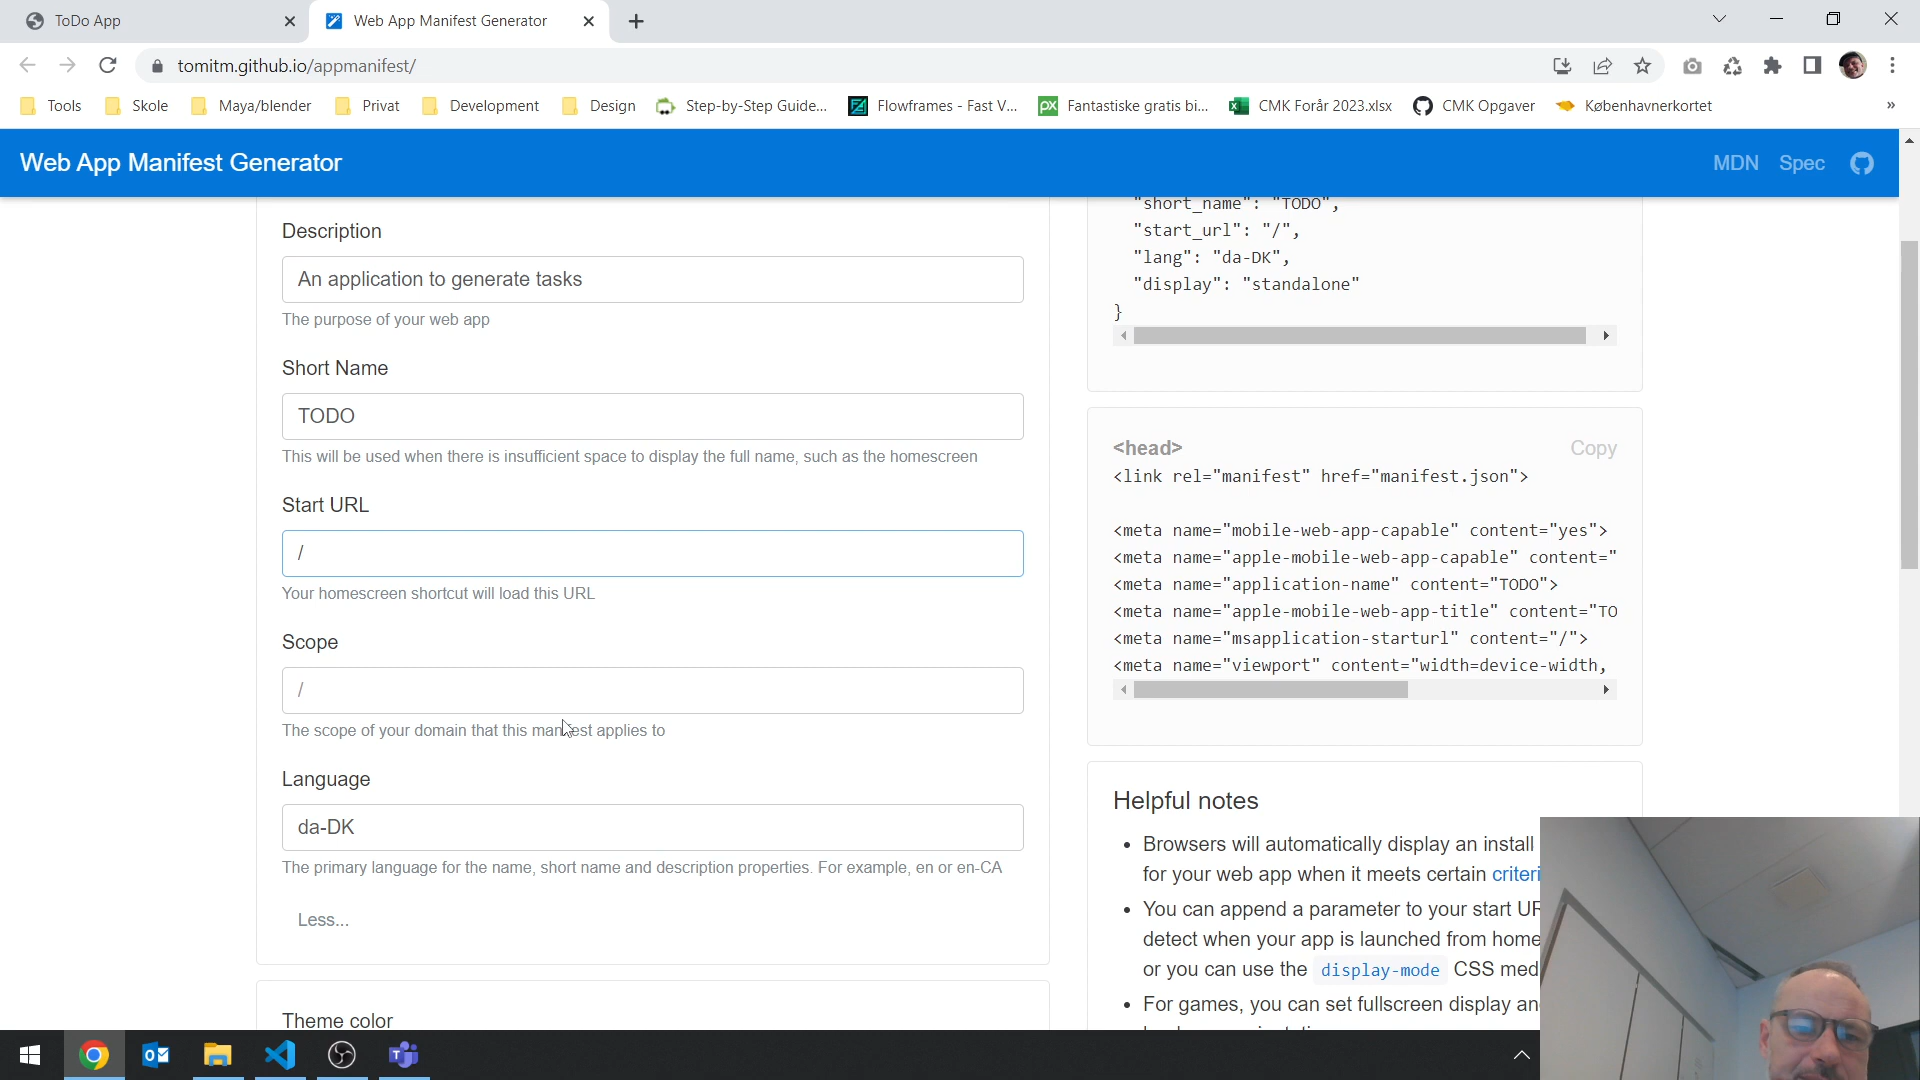 ToDo App
Web App Manifest Generator
tomitm.github.io/appmanifest/
Tools
Skole
Maya/blender
Privat
Development
Design
Step-by-Step Guide...
Flowframes - Fast V...
Fantastiske gratis bi...
CMK Forår 2023.xlsx
CMK Opgaver
Københavnerkortet
»
Web App Manifest Generator
MDN
Spec
Description
An application to generate tasks
The purpose of your web app
Short Name
TODO
This will be used when there is insufficient space to display the full name, such as the homescreen
Start URL
/
Your homescreen shortcut will load this URL
Scope
/
The scope of your domain that this manifest applies to
Language
da-DK
The primary language for the name, short name and description properties. For example, en or en-CA
Less...
Theme color
"short_name": "TODO",
"start_url": "/",
"lang": "da-DK",
"display": "standalone"
}
<head>
Copy
<link rel="manifest" href="manifest.json">
<meta name="mobile-web-app-capable" content="yes">
<meta name="apple-mobile-web-app-capable" content="
<meta name="application-name" content="TODO">
<meta name="apple-mobile-web-app-title" content="TO
<meta name="msapplication-starturl" content="/">
<meta name="viewport" content="width=device-width,
Helpful notes
• Browsers will automatically display an install
for your web app when it meets certain criteri
• You can append a parameter to your start UR
detect when your app is launched from home
or you can use the display-mode CSS med
• For games, you can set fullscreen display an